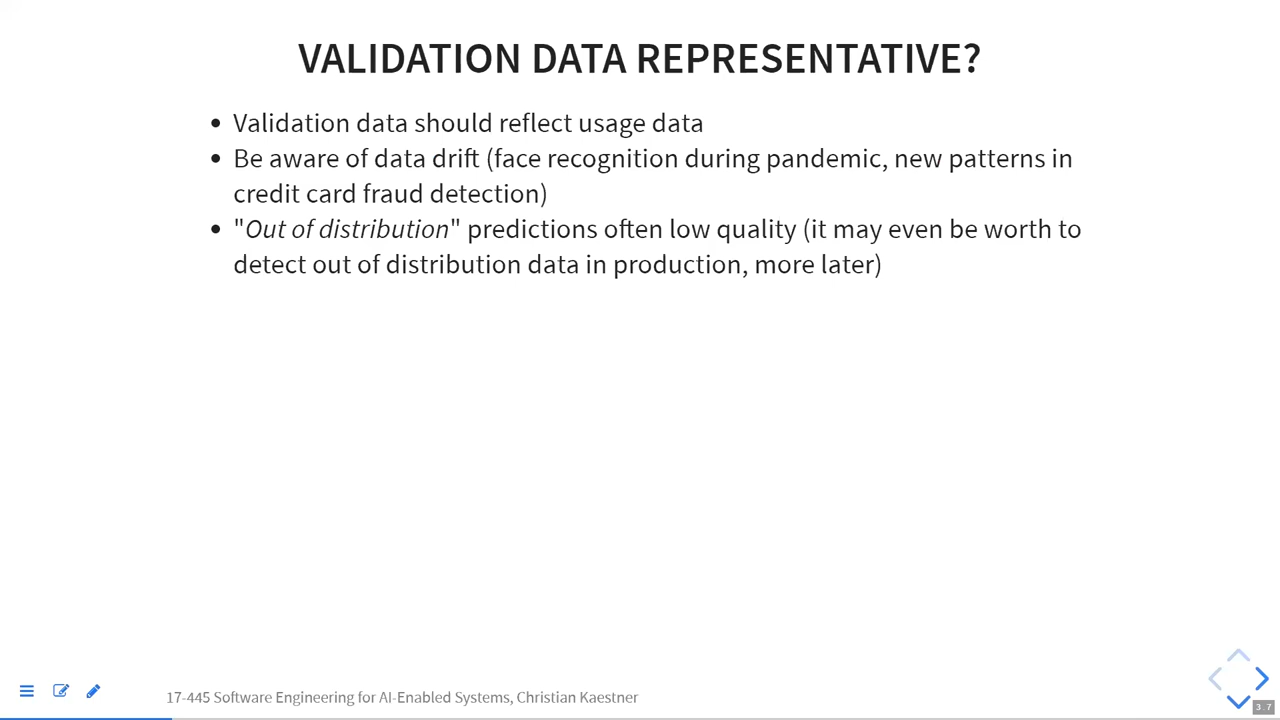 VALIDATION DATA REPRESENTATIVE?
• Validation data should reflect usage data
• Be aware of data drift (face recognition during pandemic, new patterns in
credit card fraud detection)
• "Out of distribution" predictions often low quality (it may even be worth to
detect out of distribution data in production, more later)
17-445 Software Engineering for AI-Enabled Systems, Christian Kaestner
3.7